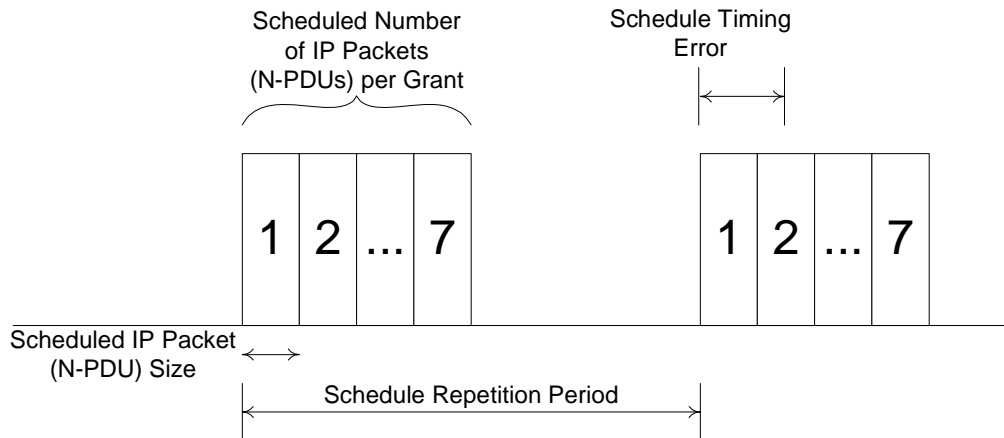 Scheduled Number
of IP Packets
(N-PDUs) per Grant
Schedule Timing
Error
1 2 ... 7
1 2 ... 7
Scheduled IP Packet
(N-PDU) Size
Schedule Repetition Period